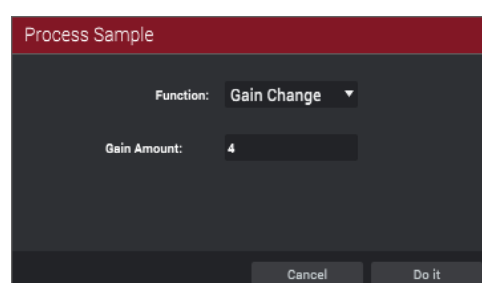 Process Sample
Function: Gain Change
Gain Amount: 4
Cancel Do it